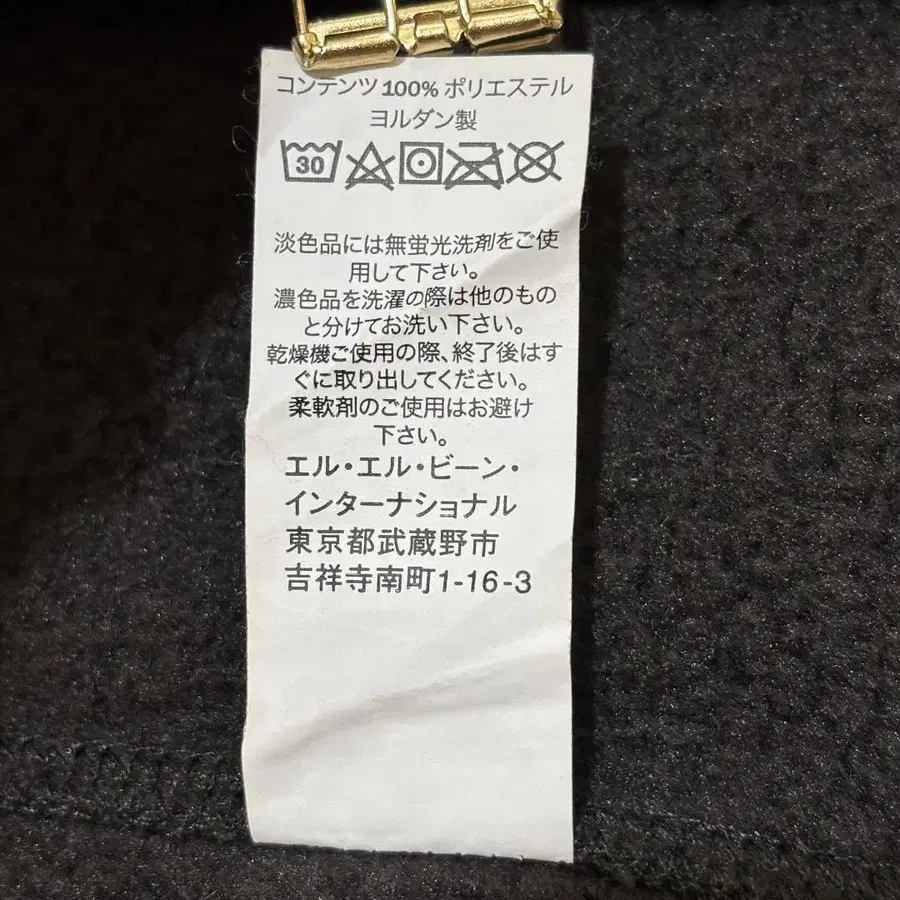 コンテンツ 100% ポリエステル
ヨルダン製
30
淡色品には無蛍光洗剤をご使
用して下さい。
濃色品を洗濯の際は他のもの
と分けてお洗い下さい。
乾燥機ご使用の際、終了後はす
ぐに取り出してください。
柔軟剤のご使用はお避け
下さい。
エル・エル・ビーン・
インターナショナル
東京都武蔵野市
吉祥寺南町1-16-3